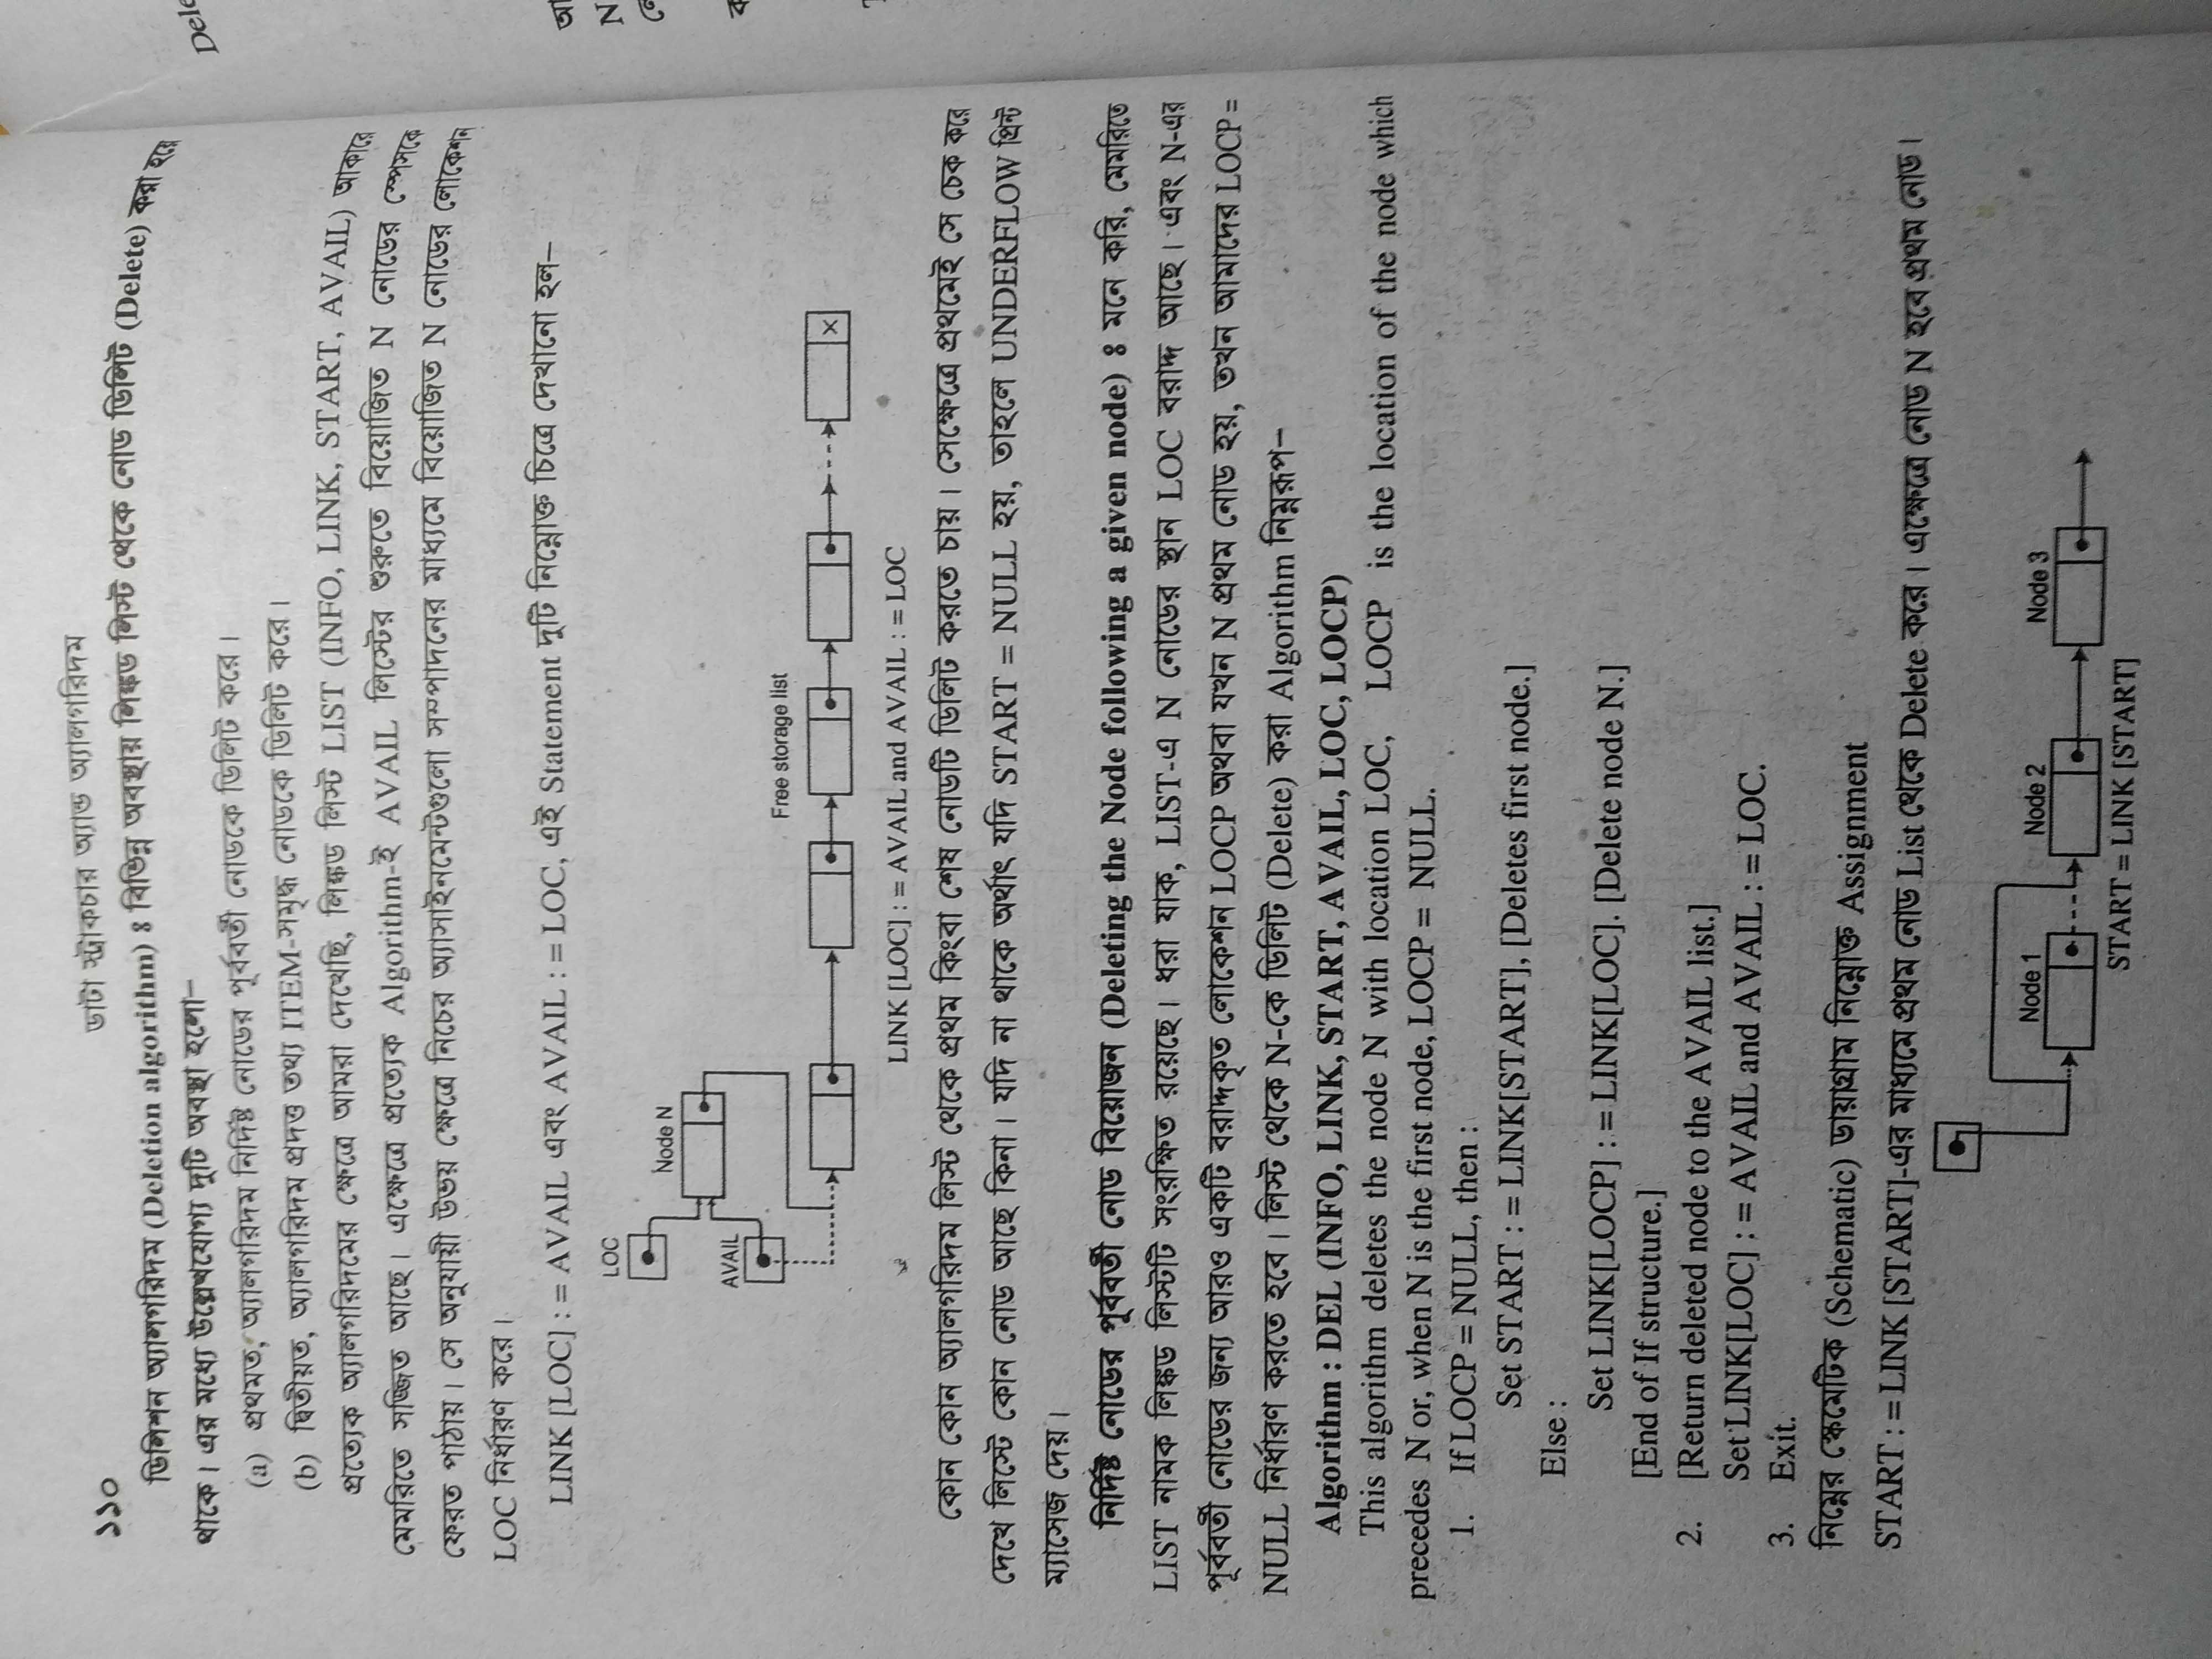 ১১০
ডাটা স্ট্রাকচার অ্যান্ড অ্যালগরিদম
ডিলিশন অ্যালগরিদম (Deletion algorithm) ঃ বিভিন্ন অবস্থায় লিঙ্কড লিস্ট থেকে নোড ডিলিট (Delete) করা হয়ে
থাকে। এর মধ্যে উল্লেখযোগ্য দুটি অবস্থা হলো–
(a) প্রথমত, অ্যালগরিদম নির্দিষ্ট নোডের পূর্ববর্তী নোডকে ডিলিট করে।
(b) দ্বিতীয়ত, অ্যালগরিদম প্রদত্ত তথ্য ITEM-সমৃদ্ধ নোডকে ডিলিট করে।
প্রত্যেক অ্যালগরিদমের ক্ষেত্রে আমরা দেখেছি, লিঙ্কড লিস্ট LIST (INFO, LINK, START, AVAIL) আকারে
মেমরিতে সজ্জিত আছে। এক্ষেত্রে প্রত্যেক Algorithm-ই AVAIL লিস্টের শুরুতে বিয়োজিত N নোডের স্পেসকে
ফেরত পাঠায়। সে অনুযায়ী উভয় ক্ষেত্রে নিচের অ্যাসাইনমেন্টগুলো সম্পাদনের মাধ্যমে বিয়োজিত N নোডের লোকেশন
LOC নির্ধারণ করে।
LINK [LOC] : = AVAIL এবং AVAIL : = LOC, এই Statement দুটি নিম্নোক্ত চিত্রে দেখানো হল–
LOC
Node N
AVAIL
Free storage list
LINK [LOC] : = AVAIL and AVAIL : = LOC
কোন কোন অ্যালগরিদম লিস্ট থেকে প্রথম কিংবা শেষ নোডটি ডিলিট করতে চায়। সেক্ষেত্রে প্রথমেই সে চেক করে
দেখে লিস্টে কোন নোড আছে কিনা। যদি না থাকে অর্থাৎ যদি START = NULL হয়, তাহলে UNDERFLOW প্রিন্ট
ম্যাসেজ দেয়।
নির্দিষ্ট নোডের পূর্ববর্তী নোড বিয়োজন (Deleting the Node following a given node) ঃ মনে করি, মেমরিতে
LIST নামক লিঙ্কড লিস্টটি সংরক্ষিত রয়েছে। ধরা যাক, LIST-এ N নোডের স্থান LOC বরাদ্দ আছে। এবং N-এর
পূর্ববর্তী নোডের জন্য আরও একটি বরাদ্দকৃত লোকেশন LOCP অথবা যখন N প্রথম নোড হয়, তখন আমাদের LOCP =
NULL নির্ধারণ করতে হবে। লিস্ট থেকে N-কে ডিলিট (Delete) করা Algorithm নিম্নরূপ–
Algorithm : DEL (INFO, LINK, START, AVAIL, LOC, LOCP)
This algorithm deletes the node N with location LOC, LOCP is the location of the node which
precedes N or, when N is the first node, LOCP = NULL.
1. If LOCP = NULL, then :
Set START : = LINK[START], [Deletes first node.]
Else :
Set LINK[LOCP] : = LINK[LOC]. [Delete node N.]
[End of If structure.]
2. [Return deleted node to the AVAIL list.]
Set LINK[LOC] : = AVAIL and AVAIL : = LOC.
3. Exit.
নিম্নের স্কেমেটিক (Schematic) ডায়াগ্রাম নিম্নোক্ত Assignment
START : = LINK [START]-এর মাধ্যমে প্রথম নোড List থেকে Delete করে। এক্ষেত্রে নোড N হবে প্রথম নোড।
Node 1
Node 2
Node 3
START = LINK [START]